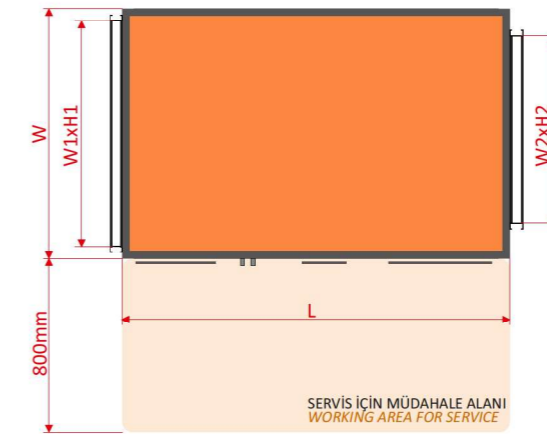 W
W1xH1
W2xH2
L
800mm
SERVİS İÇİN MÜDAHALE ALANI
WORKING AREA FOR SERVICE